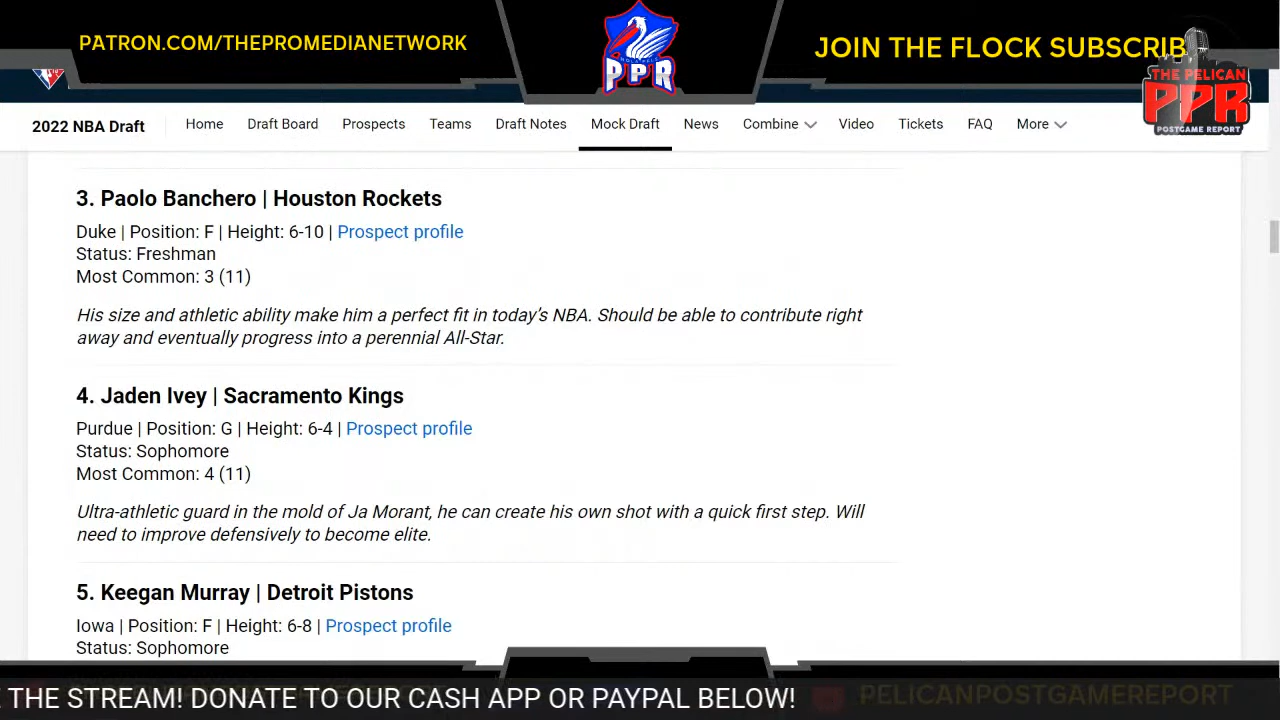 PATRON.COM/THEPROMEDIANETWORK
PPR
JOIN THE FLOCK SUBSCRIB
THE PELICAN
PPR
POSTGAME REPORT
2022 NBA Draft
Home Draft Board Prospects Teams Draft Notes Mock Draft News Combine Video Tickets FAQ More
3. Paolo Banchero | Houston Rockets
Duke | Position: F | Height: 6-10 | Prospect profile
Status: Freshman
Most Common: 3 (11)
His size and athletic ability make him a perfect fit in today’s NBA. Should be able to contribute right
away and eventually progress into a perennial All-Star.
4. Jaden Ivey | Sacramento Kings
Purdue | Position: G | Height: 6-4 | Prospect profile
Status: Sophomore
Most Common: 4 (11)
Ultra-athletic guard in the mold of Ja Morant, he can create his own shot with a quick first step. Will
need to improve defensively to become elite.
5. Keegan Murray | Detroit Pistons
Iowa | Position: F | Height: 6-8 | Prospect profile
Status: Sophomore
E THE STREAM! DONATE TO OUR CASH APP OR PAYPAL BELOW!
PELICANPOSTGAMEREPORT